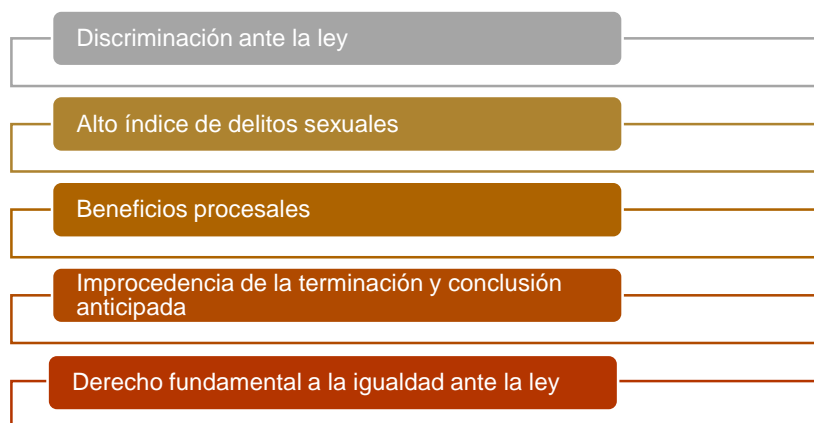 Discriminación ante la ley
Alto índice de delitos sexuales
Beneficios procesales
Improcedencia de la terminación y conclusión
anticipada
Derecho fundamental a la igualdad ante la ley